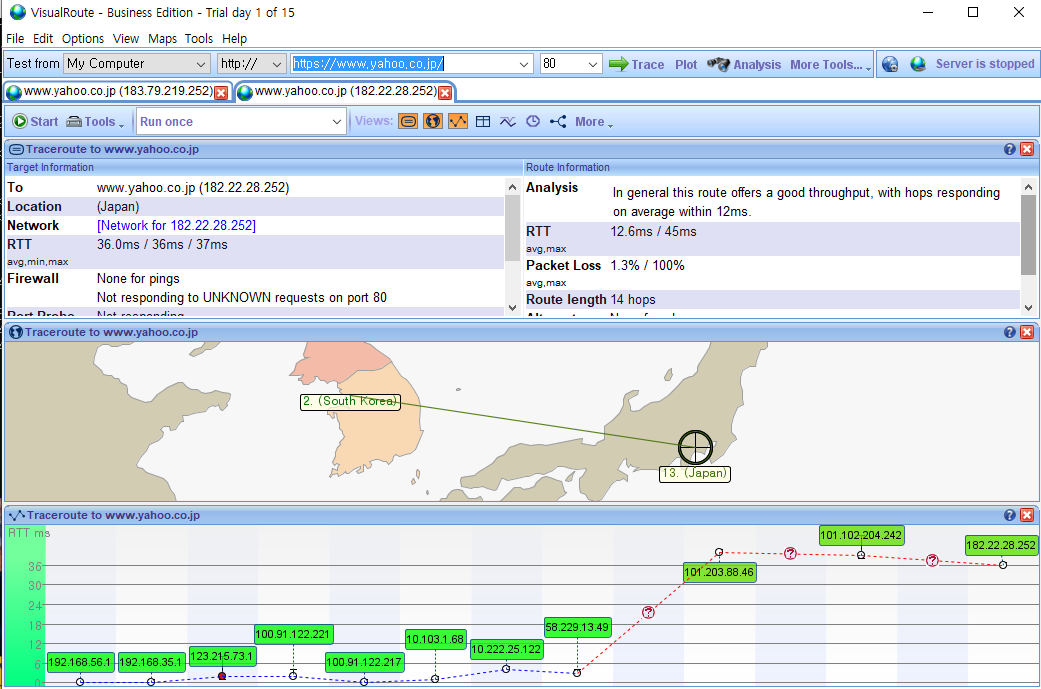 VisualRoute - Business Edition - Trial day 1 of 15
File Edit Options View Maps Tools Help
Test from My Computer http:// https://www.yahoo.co.jp/ 80 Trace Plot Analysis More Tools... Server is stopped
www.yahoo.co.jp (183.79.219.252) www.yahoo.co.jp (182.22.28.252)
Start Tools Run once Views: More
Traceroute to www.yahoo.co.jp
Target Information
To www.yahoo.co.jp (182.22.28.252)
Location (Japan)
Network [Network for 182.22.28.252]
RTT 36.0ms / 36ms / 37ms
avg,min,max
Firewall None for pings
Not responding to UNKNOWN requests on port 80
Port Probe Not responding
Route Information
Analysis In general this route offers a good throughput, with hops responding
on average within 12ms.
RTT 12.6ms / 45ms
avg,max
Packet Loss 1.3% / 100%
avg,max
Route length 14 hops
Traceroute to www.yahoo.co.jp
2. (South Korea)
13. (Japan)
Traceroute to www.yahoo.co.jp
RTT ms
36
30
24
18
12
6
0
192.168.56.1
192.168.35.1
123.215.73.1
100.91.122.221
100.91.122.217
10.103.1.68
10.222.25.122
58.229.13.49
101.203.88.46
101.102.204.242
182.22.28.252